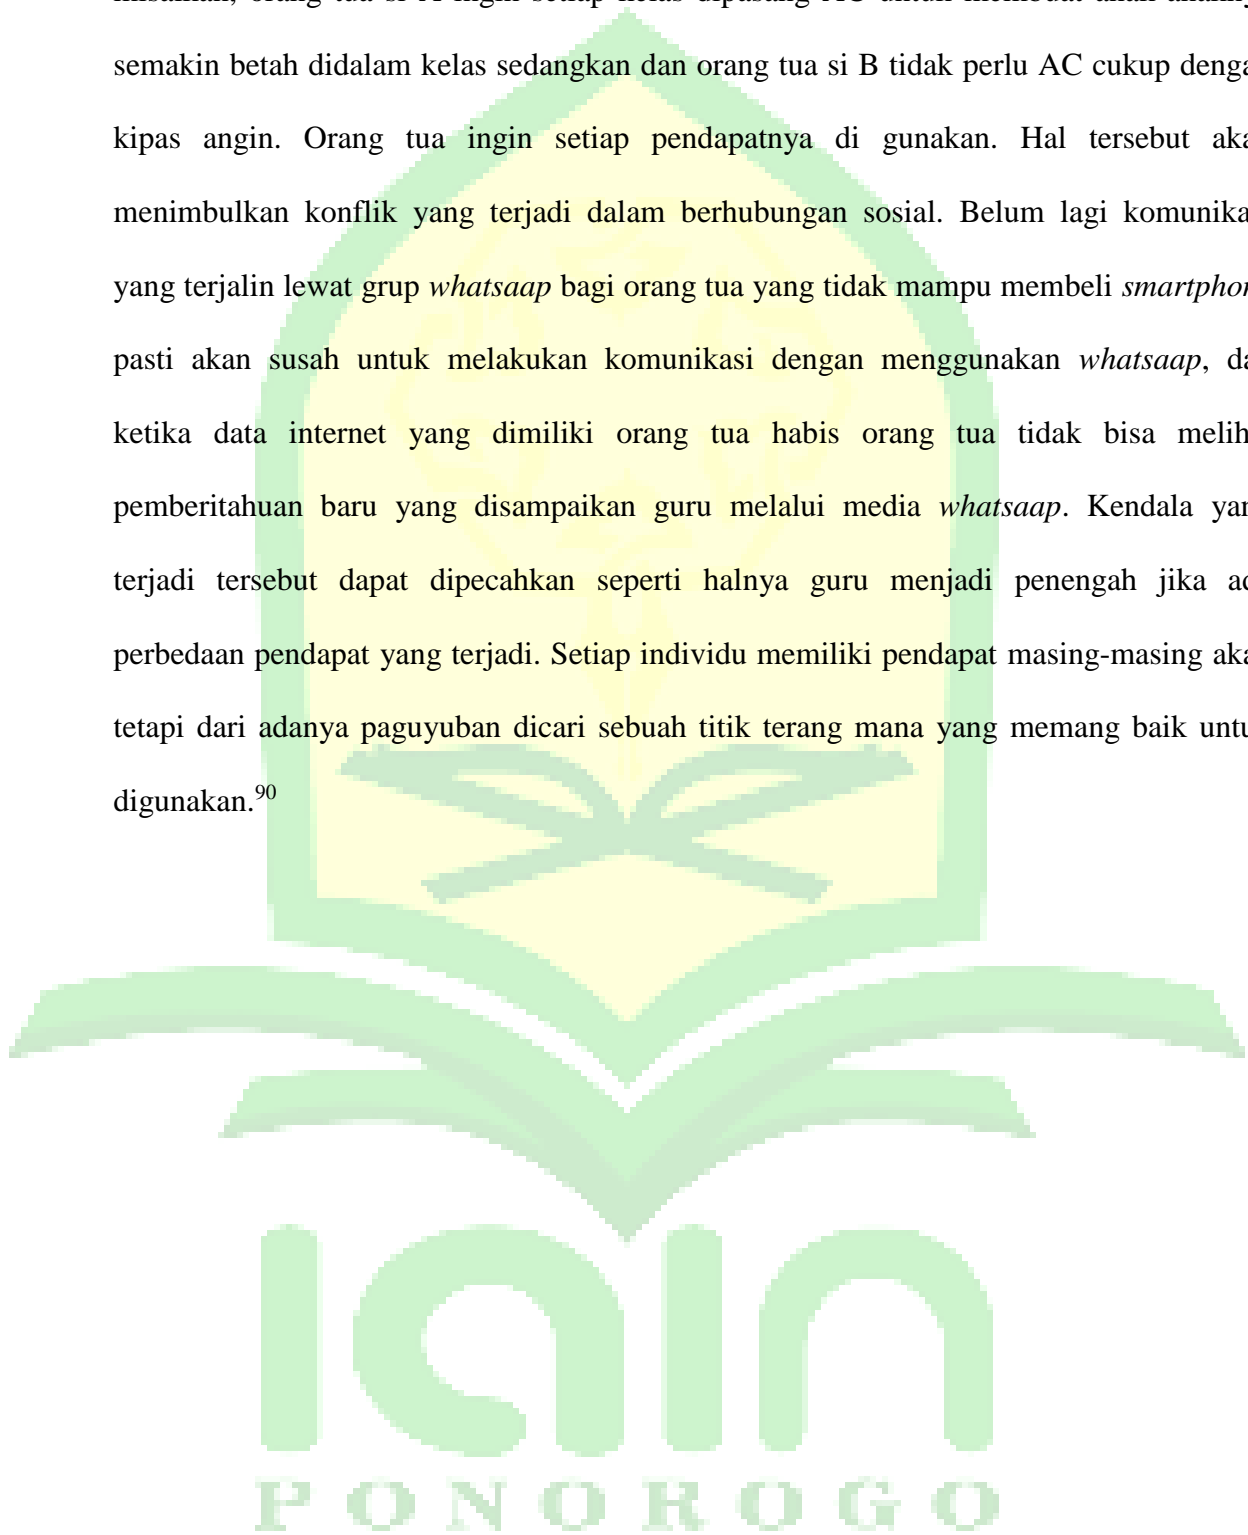 semakin betah didalam kelas sedangkan dan orang tua si B tidak perlu AC cukup denga
kipas angin. Orang tua ingin setiap pendapatnya di gunakan. Hal tersebut aka
menimbulkan konflik yang terjadi dalam berhubungan sosial. Belum lagi komunika
yang terjalin lewat grup whatsaap bagi orang tua yang tidak mampu membeli smartphon
pasti akan susah untuk melakukan komunikasi dengan menggunakan whatsaap, da
ketika data internet yang dimiliki orang tua habis orang tua tidak bisa melih
pemberitahuan baru yang disampaikan guru melalui media whatsaap. Kendala yan
terjadi tersebut dapat dipecahkan seperti halnya guru menjadi penengah jika ad
perbedaan pendapat yang terjadi. Setiap individu memiliki pendapat masing-masing aka
tetapi dari adanya paguyuban dicari sebuah titik terang mana yang memang baik untu
digunakan.90
iain
PONOROGO